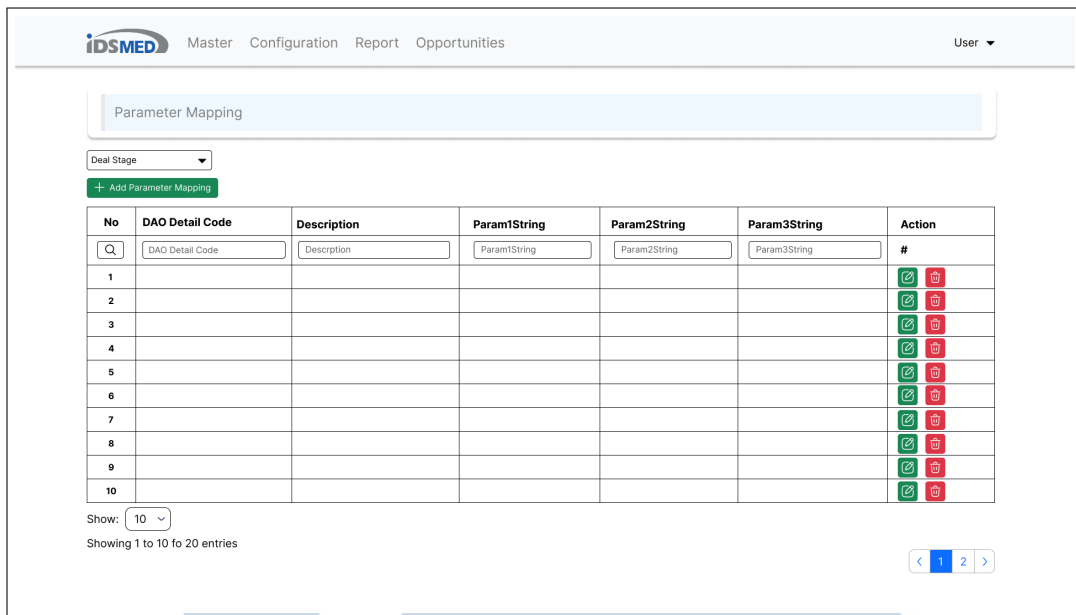 iDSMED Master Configuration Report Opportunities User
Parameter Mapping
Deal Stage
+ Add Parameter Mapping
No DAO Detail Code Description Param1String Param2String Param3String Action
DAO Detail Code Descrption Param1String Param2String Param3String #
1
2
3
4
5
6
7
8
9
10
Show: 10
Showing 1 to 10 fo 20 entries
< 1 2 >